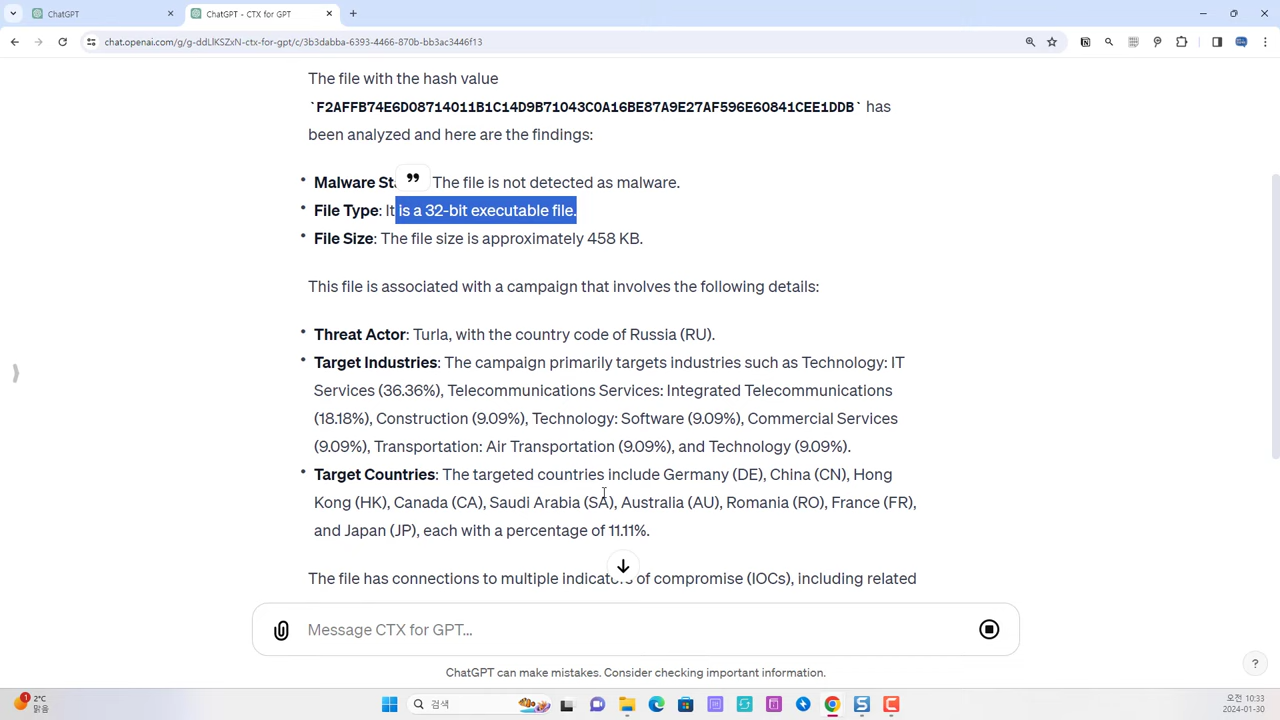 ChatGPT
ChatGPT - CTX for GPT
chat.openai.com/g/g-ddLlKSZxN-ctx-for-gpt/c/3b3dabba-6393-4466-870b-bb3ac3446f13
The file with the hash value
`F2AFFB74E6D08714011B1C14D9B71043C0A16BE87A9E27AF596E60841CEE1DDB` has
been analyzed and here are the findings:
• Malware St The file is not detected as malware.
• File Type: It is a 32-bit executable file.
• File Size: The file size is approximately 458 KB.
This file is associated with a campaign that involves the following details:
• Threat Actor: Turla, with the country code of Russia (RU).
• Target Industries: The campaign primarily targets industries such as Technology: IT
Services (36.36%), Telecommunications Services: Integrated Telecommunications
(18.18%), Construction (9.09%), Technology: Software (9.09%), Commercial Services
(9.09%), Transportation: Air Transportation (9.09%), and Technology (9.09%).
• Target Countries: The targeted countries include Germany (DE), China (CN), Hong
Kong (HK), Canada (CA), Saudi Arabia (SA), Australia (AU), Romania (RO), France (FR),
and Japan (JP), each with a percentage of 11.11%.
The file has connections to multiple indicators of compromise (IOCs), including related
Message CTX for GPT...
ChatGPT can make mistakes. Consider checking important information.
?
1
2°C
맑음
검색
오전 10:33
2024-01-30